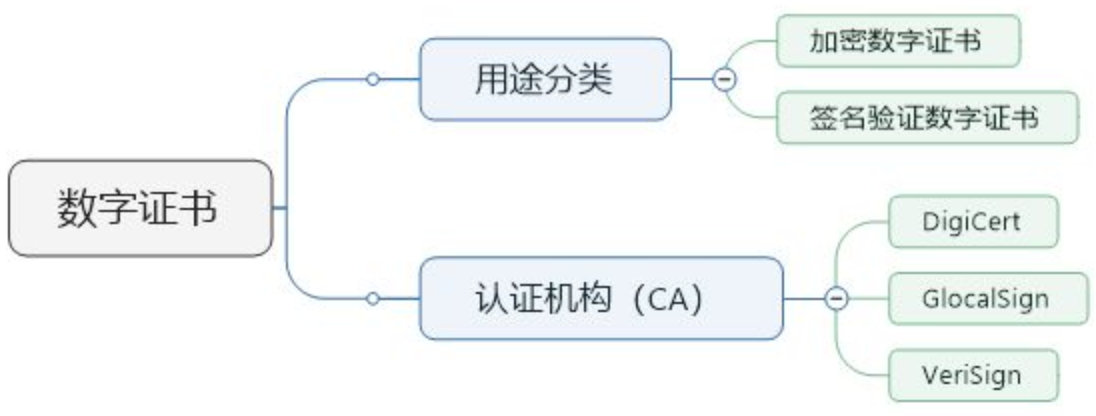 数字证书
用途分类
加密数字证书
签名验证数字证书
认证机构（CA）
DigiCert
GlocalSign
VeriSign